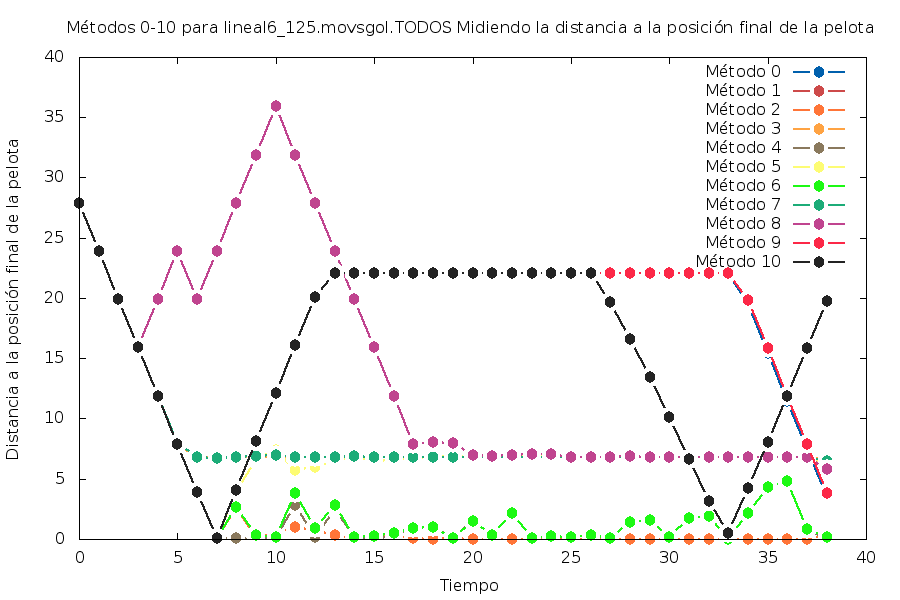 Métodos 0-10 para lineal6_125.movsgol.TODOS Midiendo la distancia a la posición final de la pelota
Distancia a la posición final de la pelota
40
35
30
25
20
15
10
5
0
Método 0
Método 1
Método 2
Método 3
Método 4
Método 5
Método 6
Método 7
Método 8
Método 9
Método 10
0 5 10 15 20 25 30 35 40
Tiempo